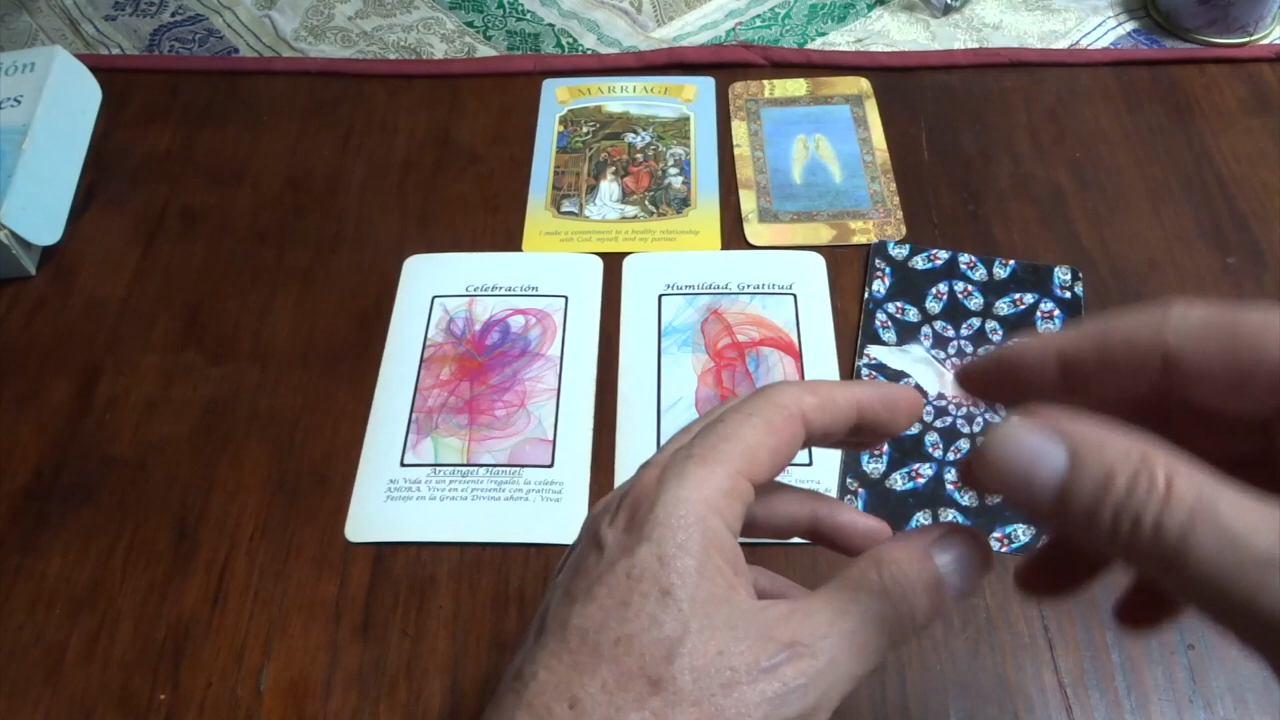 ión
es
MARRIAGE
I make a commitment to a healthy relationship
with God, myself, and my partner.
Celebración
Arcángel Haniel:
Mi Vida es un presente (regalo), la celebro
AHORA. Vivo en el presente con gratitud
Festejo en la Gracia Divina ahora. ¡ Viva!
Humildad, Gratitud
tierra
de